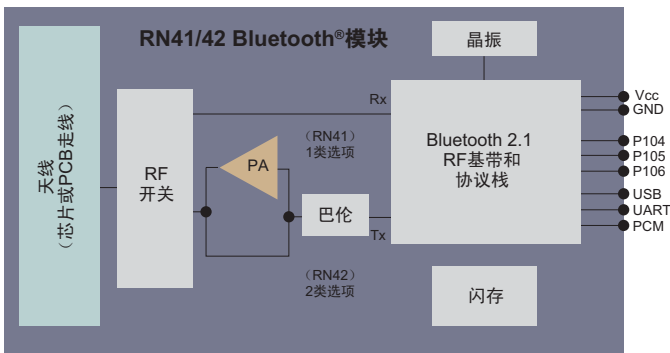 RN41/42 Bluetooth®模块
晶振
天线
(芯片或PCB走线)
RF
开关
PA
(RN41)
1类选项
Rx
巴伦
Tx
(RN42)
2类选项
Bluetooth 2.1
RF基带和
协议栈
闪存
Vcc
GND
P104
P105
P106
USB
UART
PCM